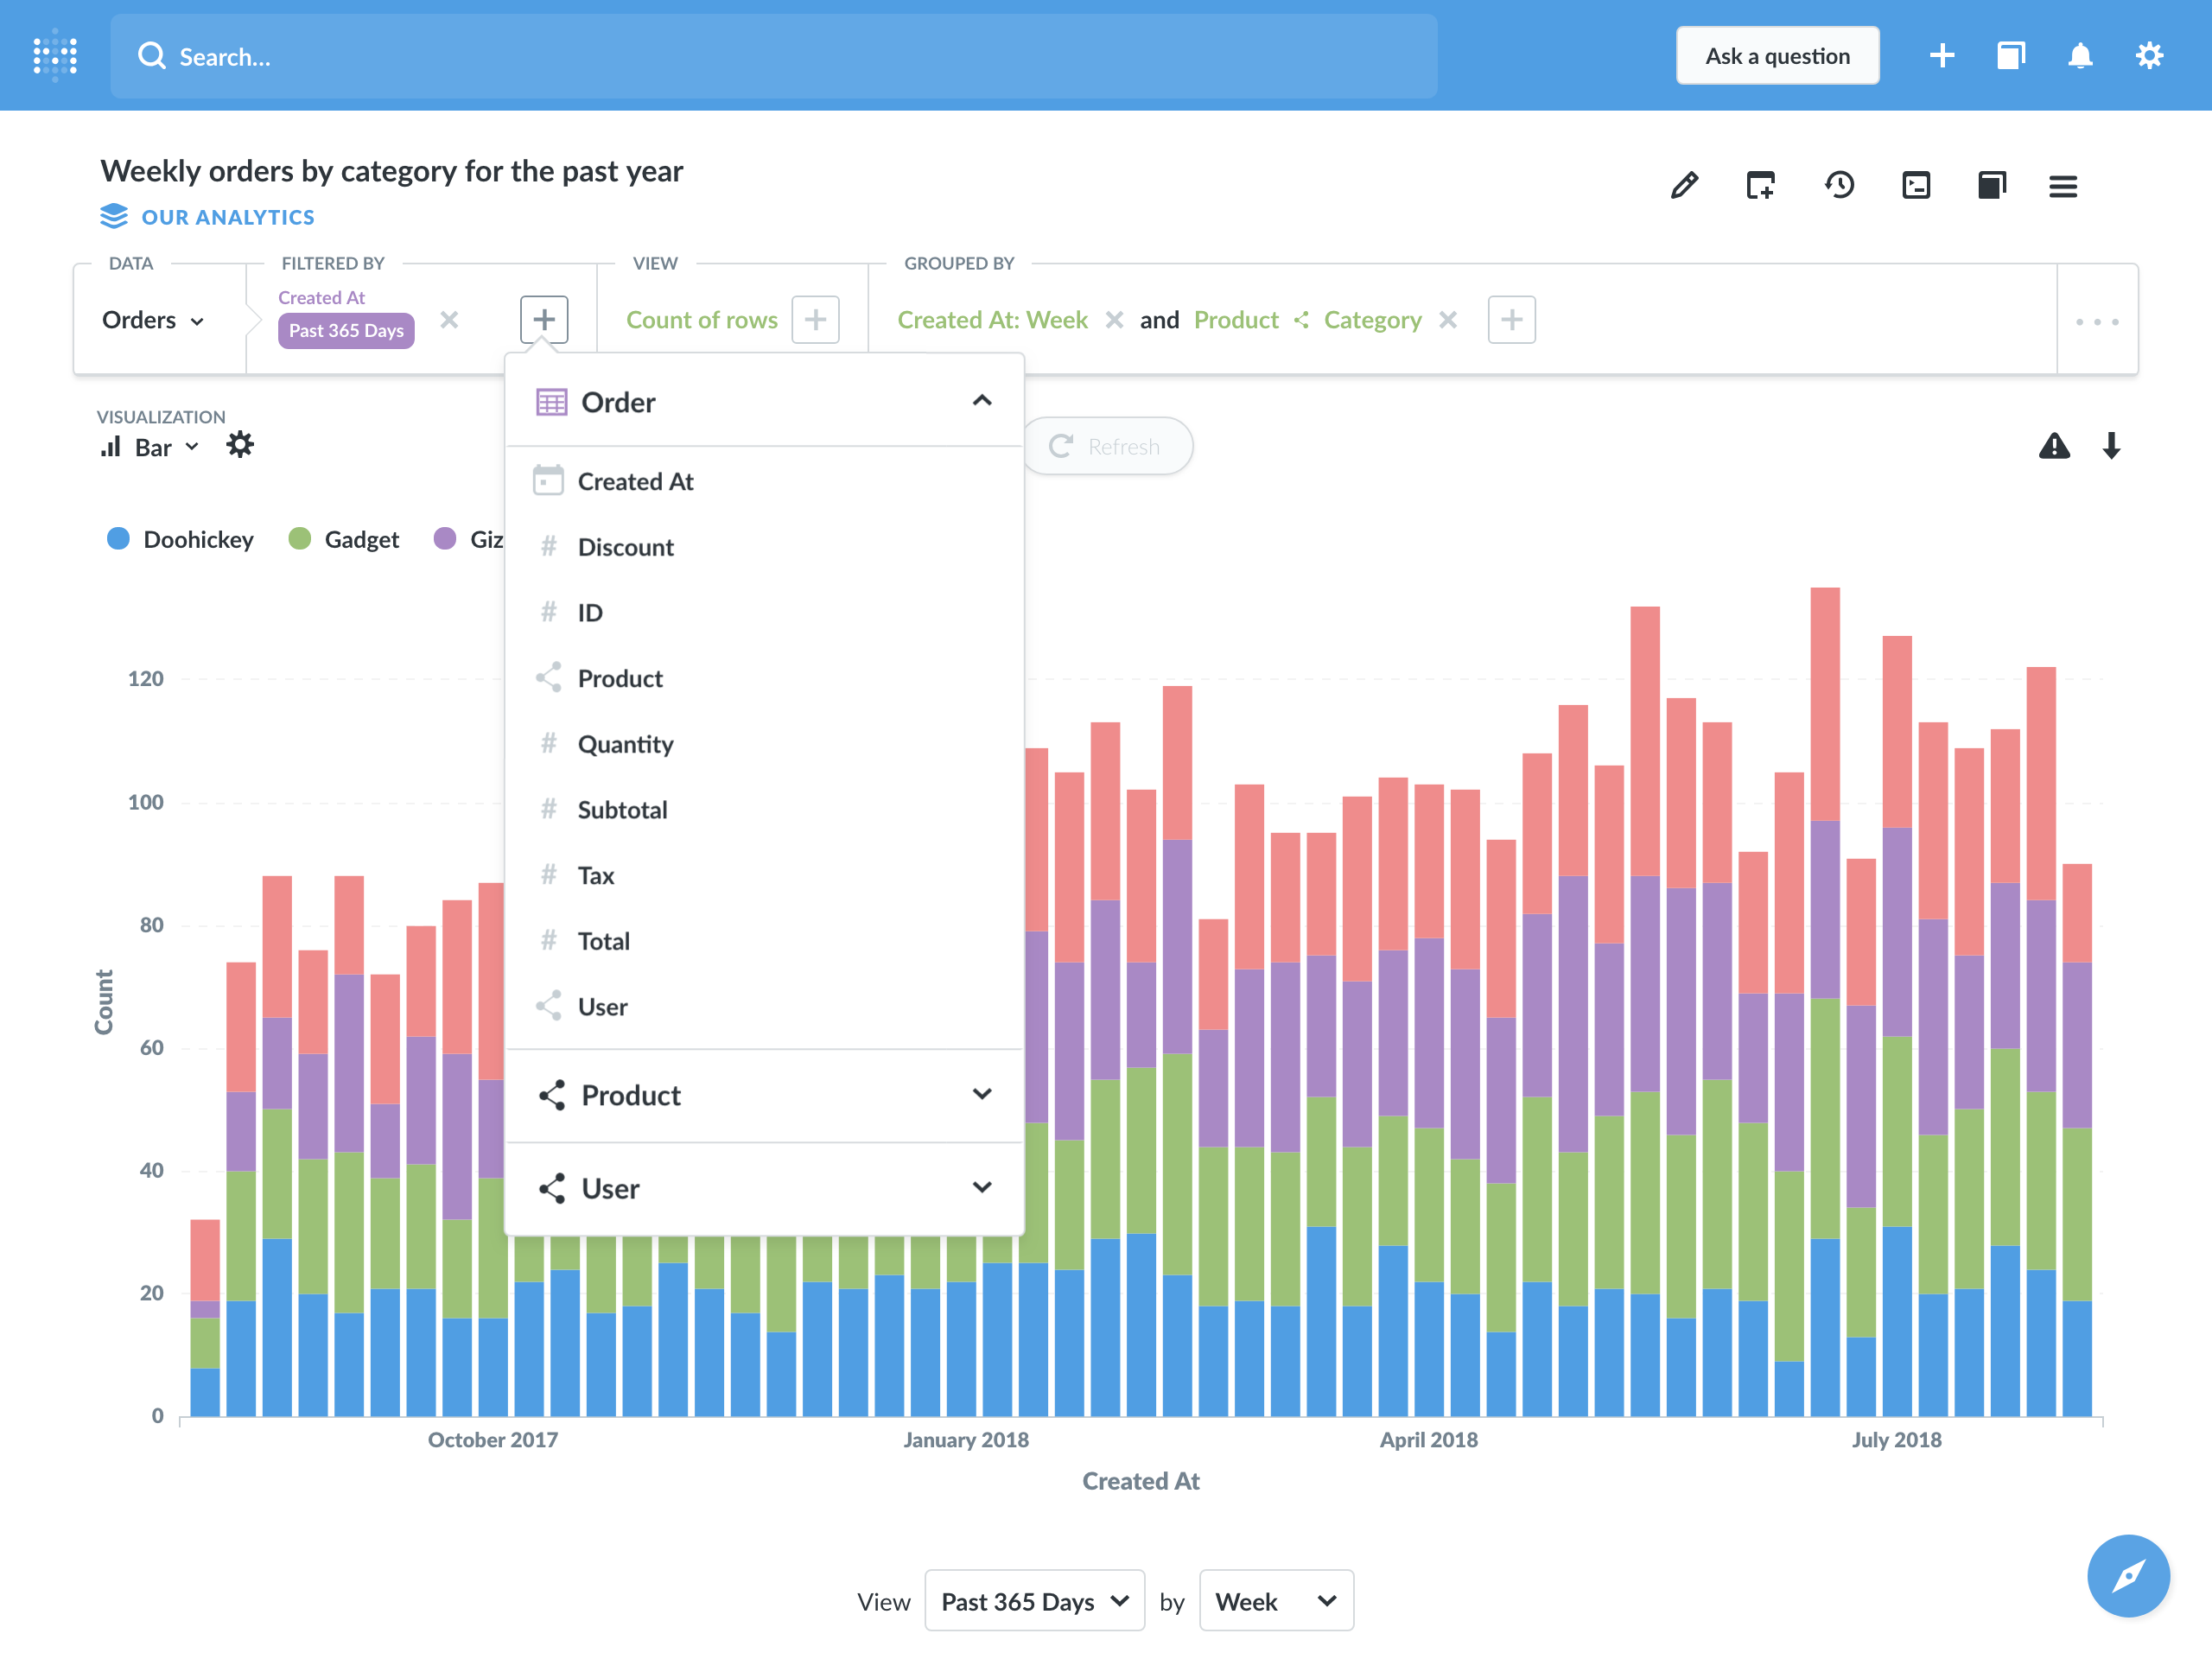 Search...
Ask a question
Weekly orders by category for the past year
OUR ANALYTICS
DATA
FILTERED BY
VIEW
GROUPED BY
Orders
Created At
Past 365 Days
Count of rows
Created At: Week
and
Product
Category
VISUALIZATION
Bar
Refresh
Order
Created At
Discount
ID
Product
Quantity
Subtotal
Tax
Total
User
Product
User
Doohickey
Gadget
Giz
120
100
80
60
40
20
0
Count
October 2017
January 2018
April 2018
July 2018
Created At
View
Past 365 Days
by
Week